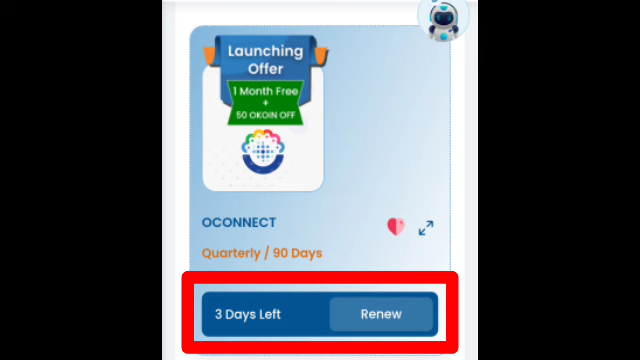 Launching
Offer
1 Month Free
+
50 OKOIN OFF
OCONNECT
Quarterly / 90 Days
3 Days Left
Renew